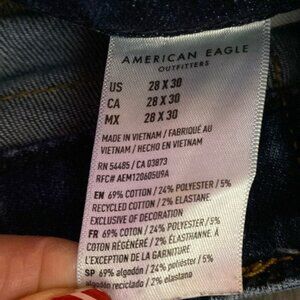 AMERICAN EAGLE
OUTFITTERS
US 28 X 30
CA 28 X 30
MX 28 X 30
MADE IN VIETNAM / FABRIQUÉ AU
VIETNAM / HECHO EN VIETNAM
RN 54485 / CA 03873
RFC# AEM120605U9A
EN 69% COTTON / 24% POLYESTER / 5%
RECYCLED COTTON / 2% ELASTANE
EXCLUSIVE OF DECORATION
FR 69% COTON / 24% POLYESTER / 5%
COTON RÉGÉNÉRÉ / 2% ÉLASTHANNE. À
L'EXCEPTION DE LA GARNITURE
SP 69% algodón / 24% poliéster / 5%
algodón reciclado / 2% elastano